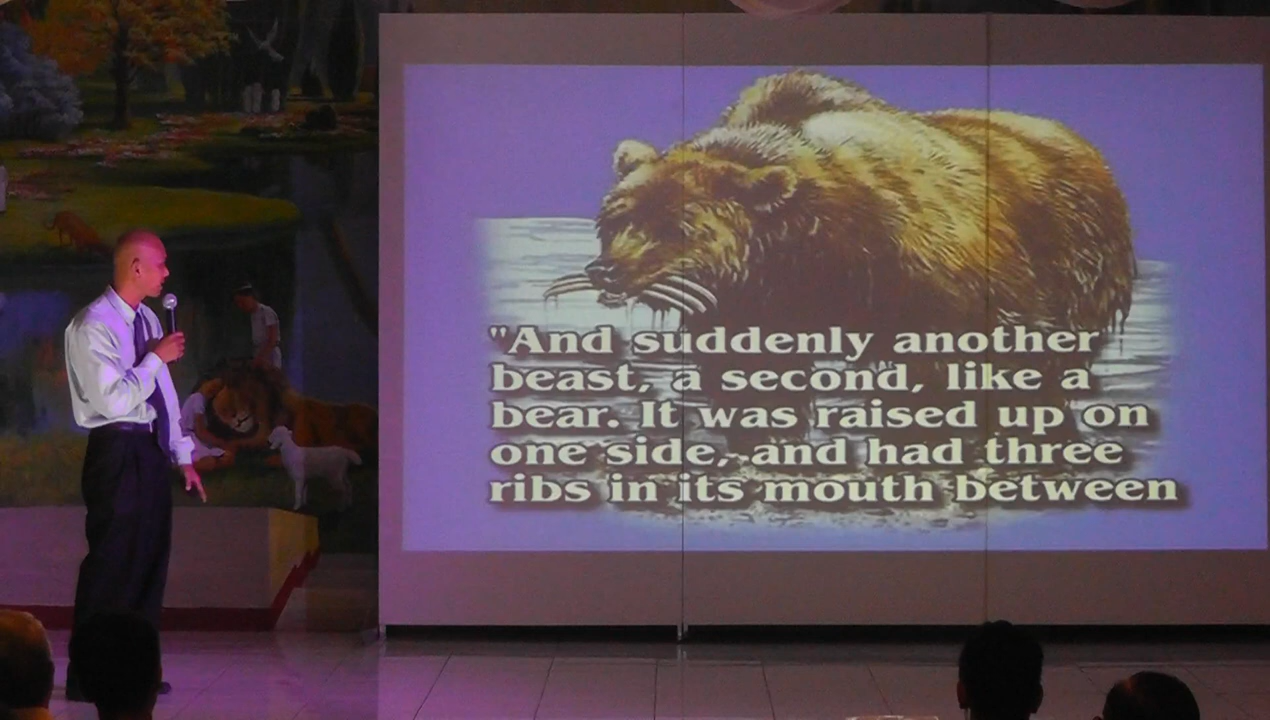 "And suddenly another
beast, a second, like a
bear. It was raised up on
one side, and had three
ribs in its mouth between